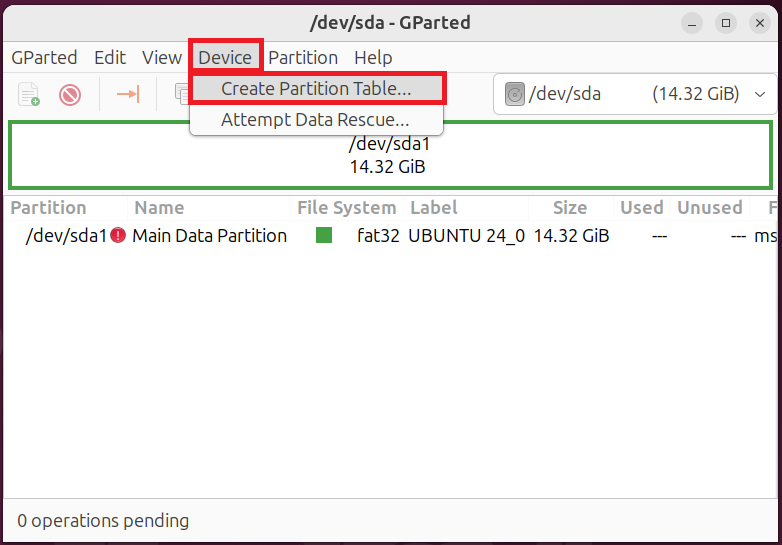 /dev/sda - GParted
GParted Edit View Device Partition Help
Create Partition Table...
/dev/sda (14.32 GiB)
Attempt Data Rescue...
/dev/sda1
14.32 GiB
Partition Name File System Label Size Used Unused F
/dev/sda1 Main Data Partition fat32 UBUNTU 24_0 14.32 GiB --- --- ms
0 operations pending